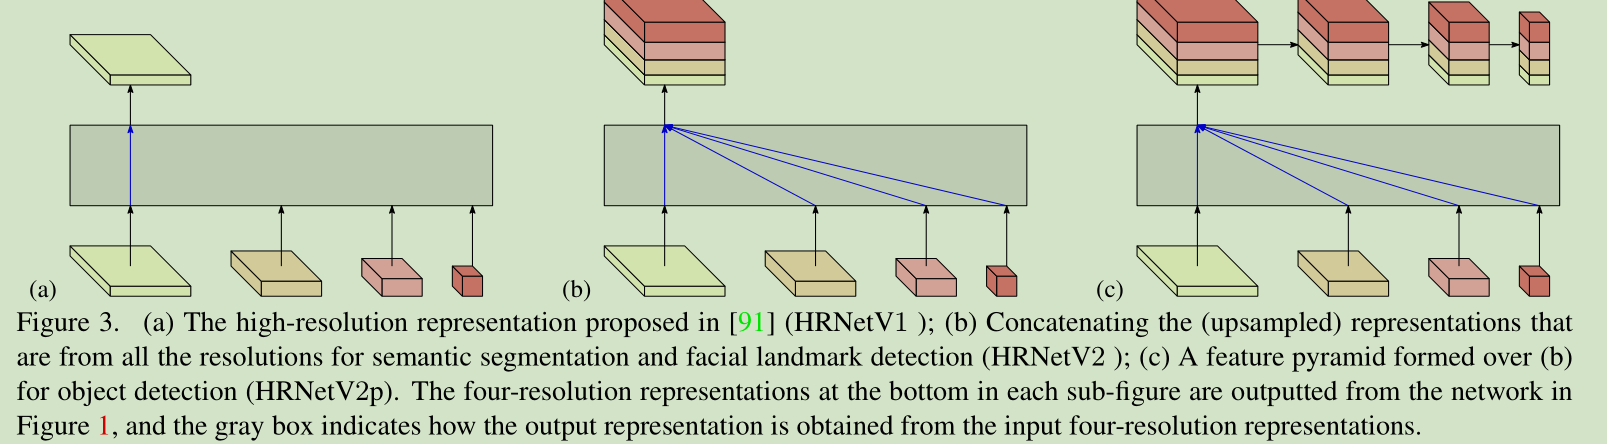 (a) (b) (c)
Figure 3. (a) The high-resolution representation proposed in [91] (HRNetV1 ); (b) Concatenating the (upsampled) representations that
are from all the resolutions for semantic segmentation and facial landmark detection (HRNetV2 ); (c) A feature pyramid formed over (b)
for object detection (HRNetV2p). The four-resolution representations at the bottom in each sub-figure are outputted from the network in
Figure 1, and the gray box indicates how the output representation is obtained from the input four-resolution representations.